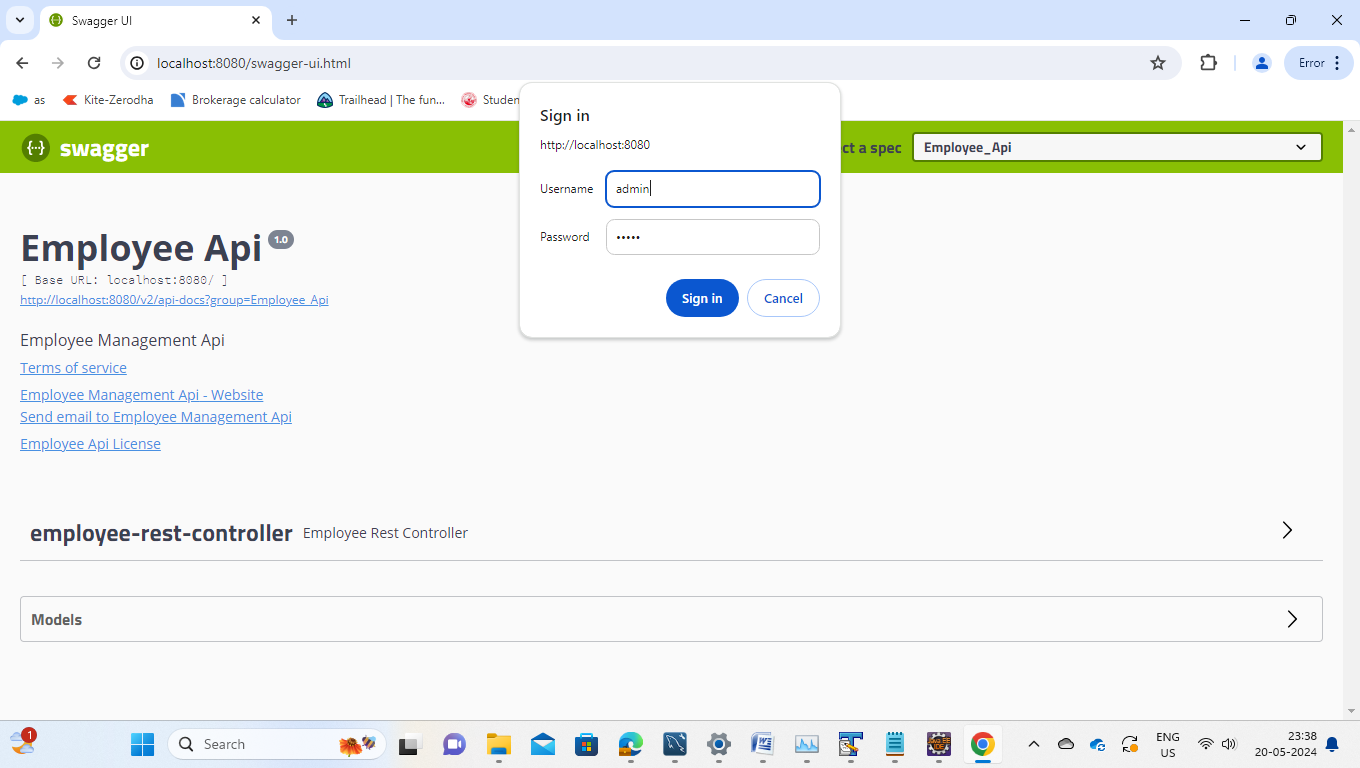 Swagger UI
localhost:8080/swagger-ui.html
Error
as
Kite-Zerodha
Brokerage calculator
Trailhead | The fun...
Studen
swagger
ct a spec
Employee_Api
Sign in
http://localhost:8080
Username
admin
Password
•••••
Sign in
Cancel
Employee Api 1.0
[ Base URL: localhost:8080/ ]
http://localhost:8080/v2/api-docs?group=Employee_Api
Employee Management Api
Terms of service
Employee Management Api - Website
Send email to Employee Management Api
Employee Api License
employee-rest-controller Employee Rest Controller
Models
1
Search
ENG
US
23:38
20-05-2024